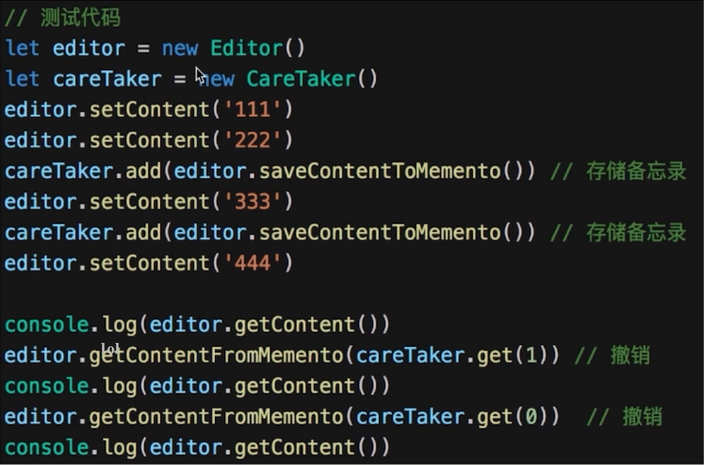 // 测试代码
let editor = new Editor()
let careTaker = new CareTaker()
editor.setContent('111')
editor.setContent('222')
careTaker.add(editor.saveContentToMemento()) // 存储备忘录
editor.setContent('333')
careTaker.add(editor.saveContentToMemento()) // 存储备忘录
editor.setContent('444')
console.log(editor.getContent())
lol
editor.getContentFromMemento(careTaker.get(1)) // 撤销
console.log(editor.getContent())
editor.getContentFromMemento(careTaker.get(0)) // 撤销
console.log(editor.getContent())